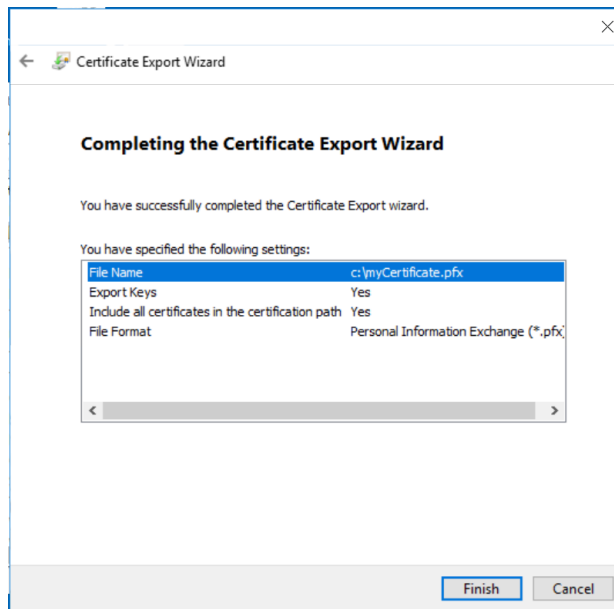 Certificate Export Wizard
Completing the Certificate Export Wizard
You have successfully completed the Certificate Export wizard.
You have specified the following settings:
File Name c:\myCertificate.pfx
Export Keys Yes
Include all certificates in the certification path Yes
File Format Personal Information Exchange (*.pfx)
Finish Cancel